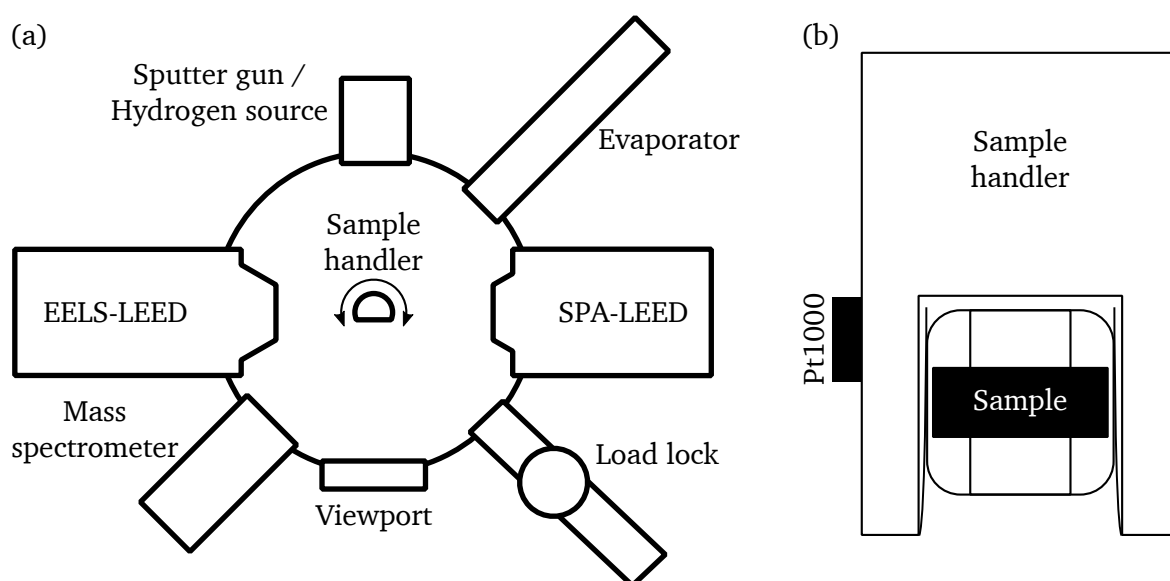 (a)
Sputter gun /
Hydrogen source
Evaporator
Sample
handler
EELS-LEED
SPA-LEED
Mass
spectrometer
Load lock
Viewport
(b)
Sample
handler
Pt1000
Sample